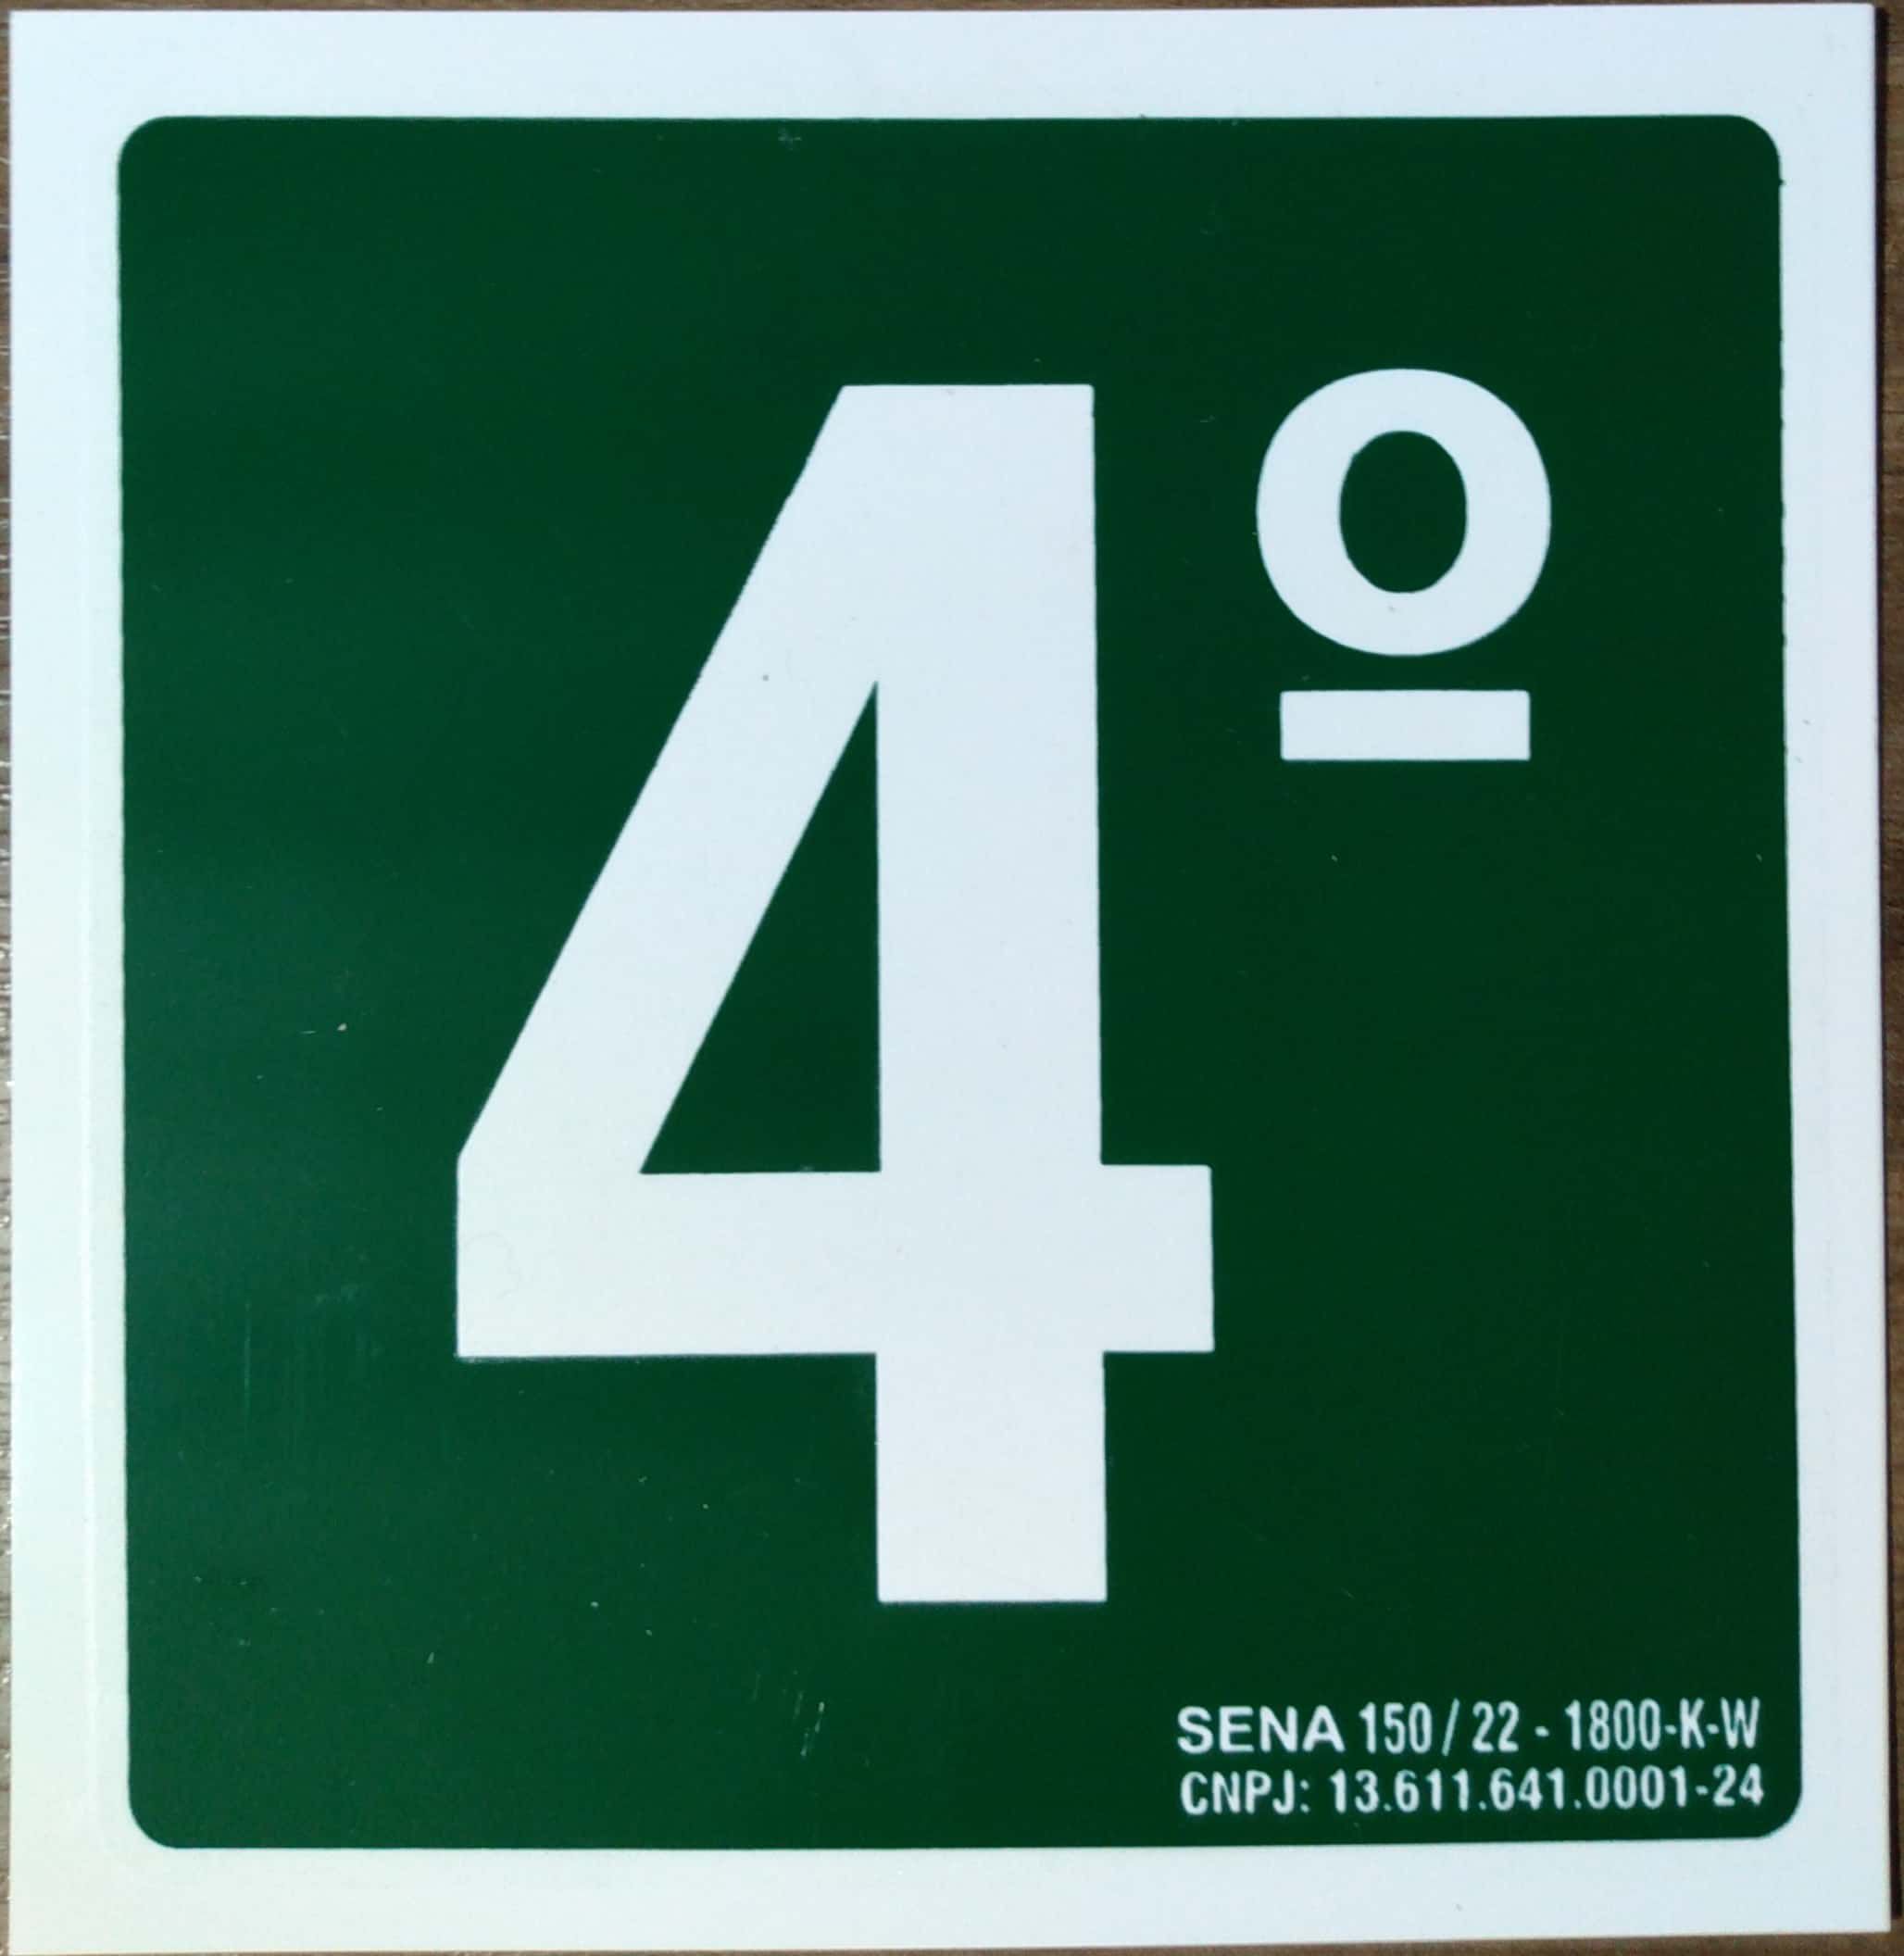 4º
SENA 150/22 - 1800-K-W
CNPJ: 13.611.641.0001-24